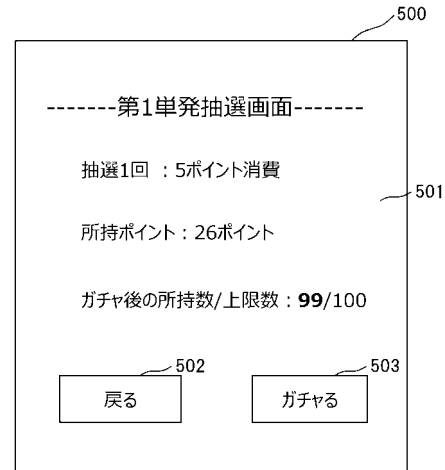 500
-------第1単発抽選画面-------
抽選1回 : 5ポイント消費
501
所持ポイント : 26ポイント
ガチャ後の所持数/上限数 : 99/100
502
503
戻る
ガチャる